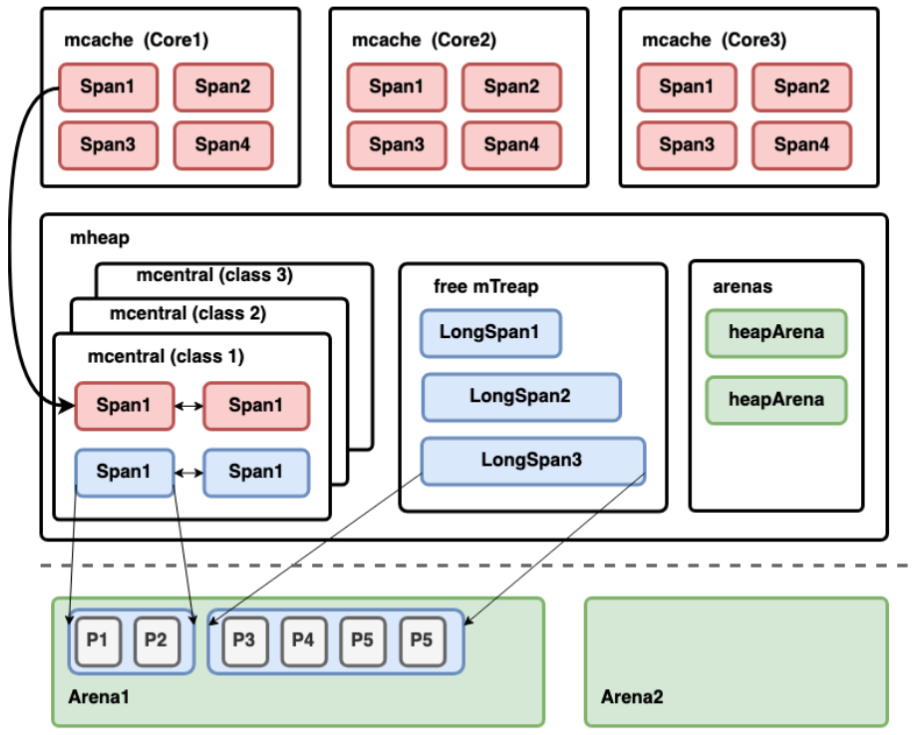 mcache (Core1)
Span1 Span2
Span3 Span4
mcache (Core2)
Span1 Span2
Span3 Span4
mcache (Core3)
Span1 Span2
Span3 Span4
mheap
mcentral (class 3)
mcentral (class 2)
mcentral (class 1)
Span1 Span1
Span1 Span1
free mTreap
LongSpan1
LongSpan2
LongSpan3
arenas
heapArena
heapArena
P1 P2 P3 P4 P5 P5
Arena1
Arena2